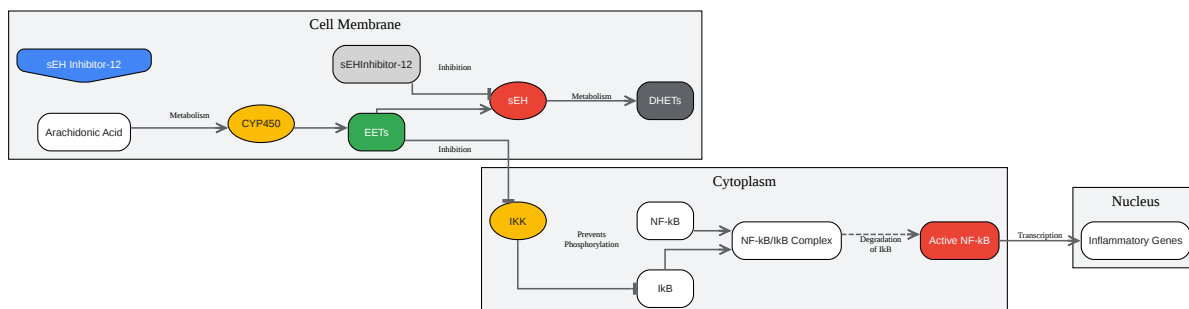 Cell Membrane
sEH Inhibitor-12
sEHInhibitor-12
Inhibition
sEH
Metabolism
DHETs
Metabolism
CYP450
Arachidonic Acid
EETs
Inhibition
Cytoplasm
IKK
Prevents
Phosphorylation
NF-kB
NF-kB/IkB Complex
Degradation
of IkB
Active NF-kB
IkB
Transcription
Nucleus
Inflammatory Genes